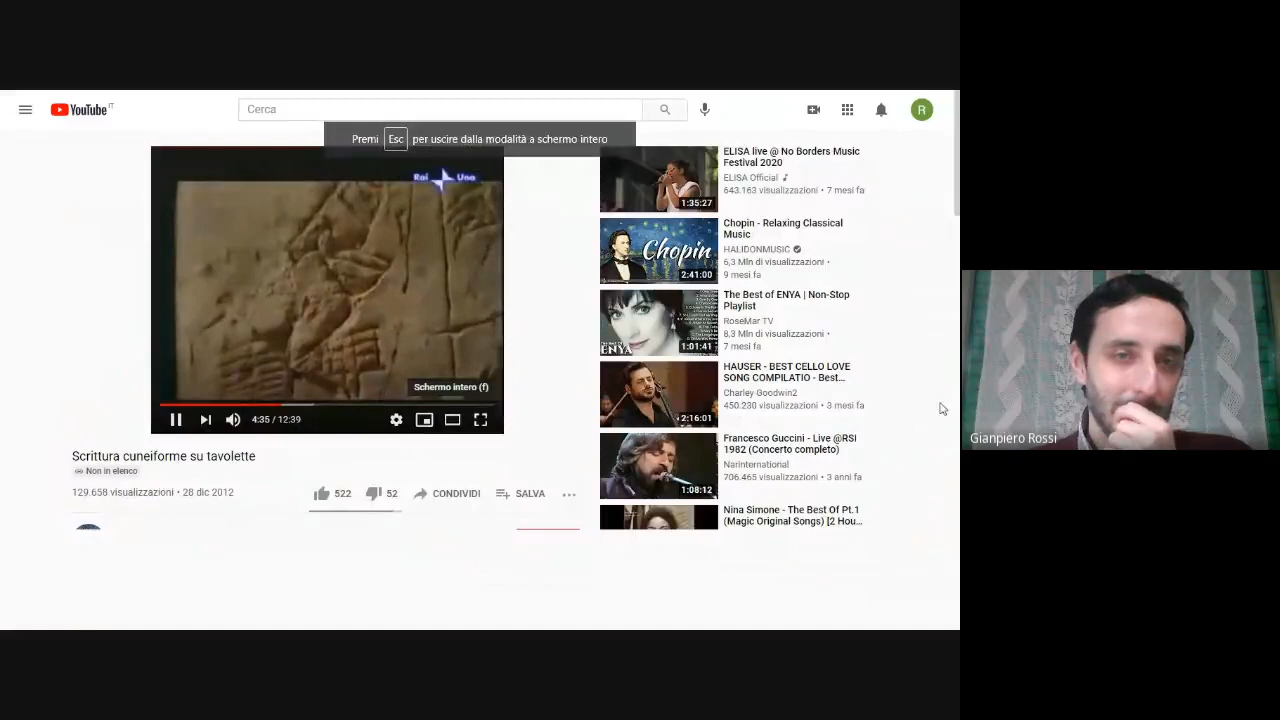 YouTube IT
Cerca
Premi Esc per uscire dalla modalità a schermo intero
Rai Uno
Schermo intero (f)
4:35 / 12:39
Scrittura cuneiforme su tavolette
Non in elenco
129.658 visualizzazioni • 28 dic 2012
522
52
CONDIVIDI
SALVA
R
ELISA live @ No Borders Music
Festival 2020
ELISA Official
643.163 visualizzazioni • 7 mesi fa
1:35:27
Chopin - Relaxing Classical
Music
HALIDONMUSIC
6,3 Mln di visualizzazioni •
9 mesi fa
Chopin
2:41:00
The Best of ENYA | Non-Stop
Playlist
RoseMar TV
8,3 Mln di visualizzazioni •
7 mesi fa
ENYA
1:01:41
HAUSER - BEST CELLO LOVE
SONG COMPILATIO - Best...
Charley Goodwin2
450.230 visualizzazioni • 3 mesi fa
2:16:01
Francesco Guccini - Live @RSI
1982 (Concerto completo)
Narinternational
706.465 visualizzazioni • 3 anni fa
1:08:12
Nina Simone - The Best Of Pt.1
(Magic Original Songs) [2 Hou...
Gianpiero Rossi